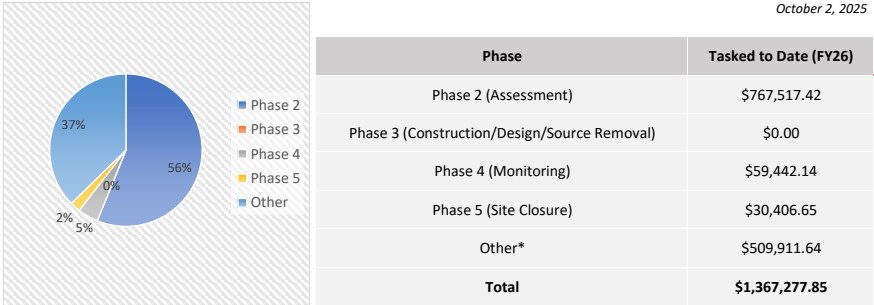 October 2, 2025
37%
56%
0%
2%
5%
Phase 2
Phase 3
Phase 4
Phase 5
Other
Phase Tasked to Date (FY26)
Phase 2 (Assessment) $767,517.42
Phase 3 (Construction/Design/Source Removal) $0.00
Phase 4 (Monitoring) $59,442.14
Phase 5 (Site Closure) $30,406.65
Other* $509,911.64
Total $1,367,277.85